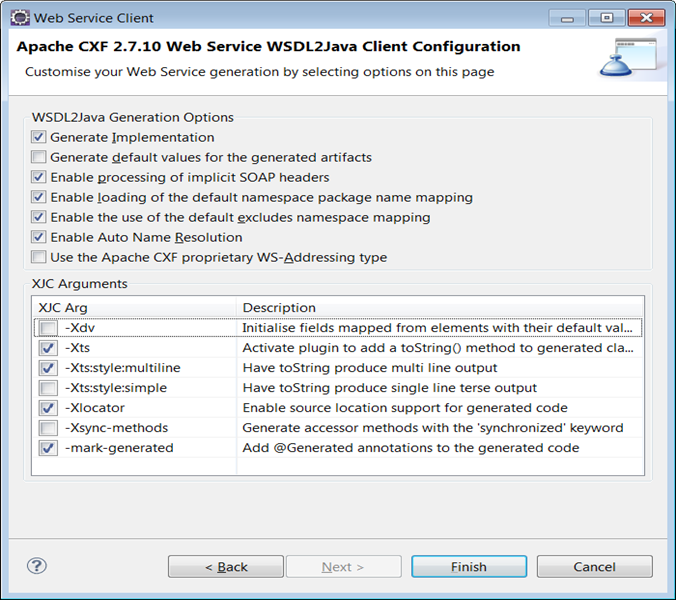 Web Service Client
Apache CXF 2.7.10 Web Service WSDL2Java Client Configuration
Customise your Web Service generation by selecting options on this page
WSDL2Java Generation Options
Generate Implementation
Generate default values for the generated artifacts
Enable processing of implicit SOAP headers
Enable loading of the default namespace package name mapping
Enable the use of the default excludes namespace mapping
Enable Auto Name Resolution
Use the Apache CXF proprietary WS-Addressing type
XJC Arguments
XJC Arg Description
-Xdv Initialise fields mapped from elements with their default val...
-Xts Activate plugin to add a toString() method to generated cla...
-Xts:style:multiline Have toString produce multi line output
-Xts:style:simple Have toString produce single line terse output
-Xlocator Enable source location support for generated code
-Xsync-methods Generate accessor methods with the 'synchronized' keyword
-mark-generated Add @Generated annotations to the generated code
? < Back Next > Finish Cancel